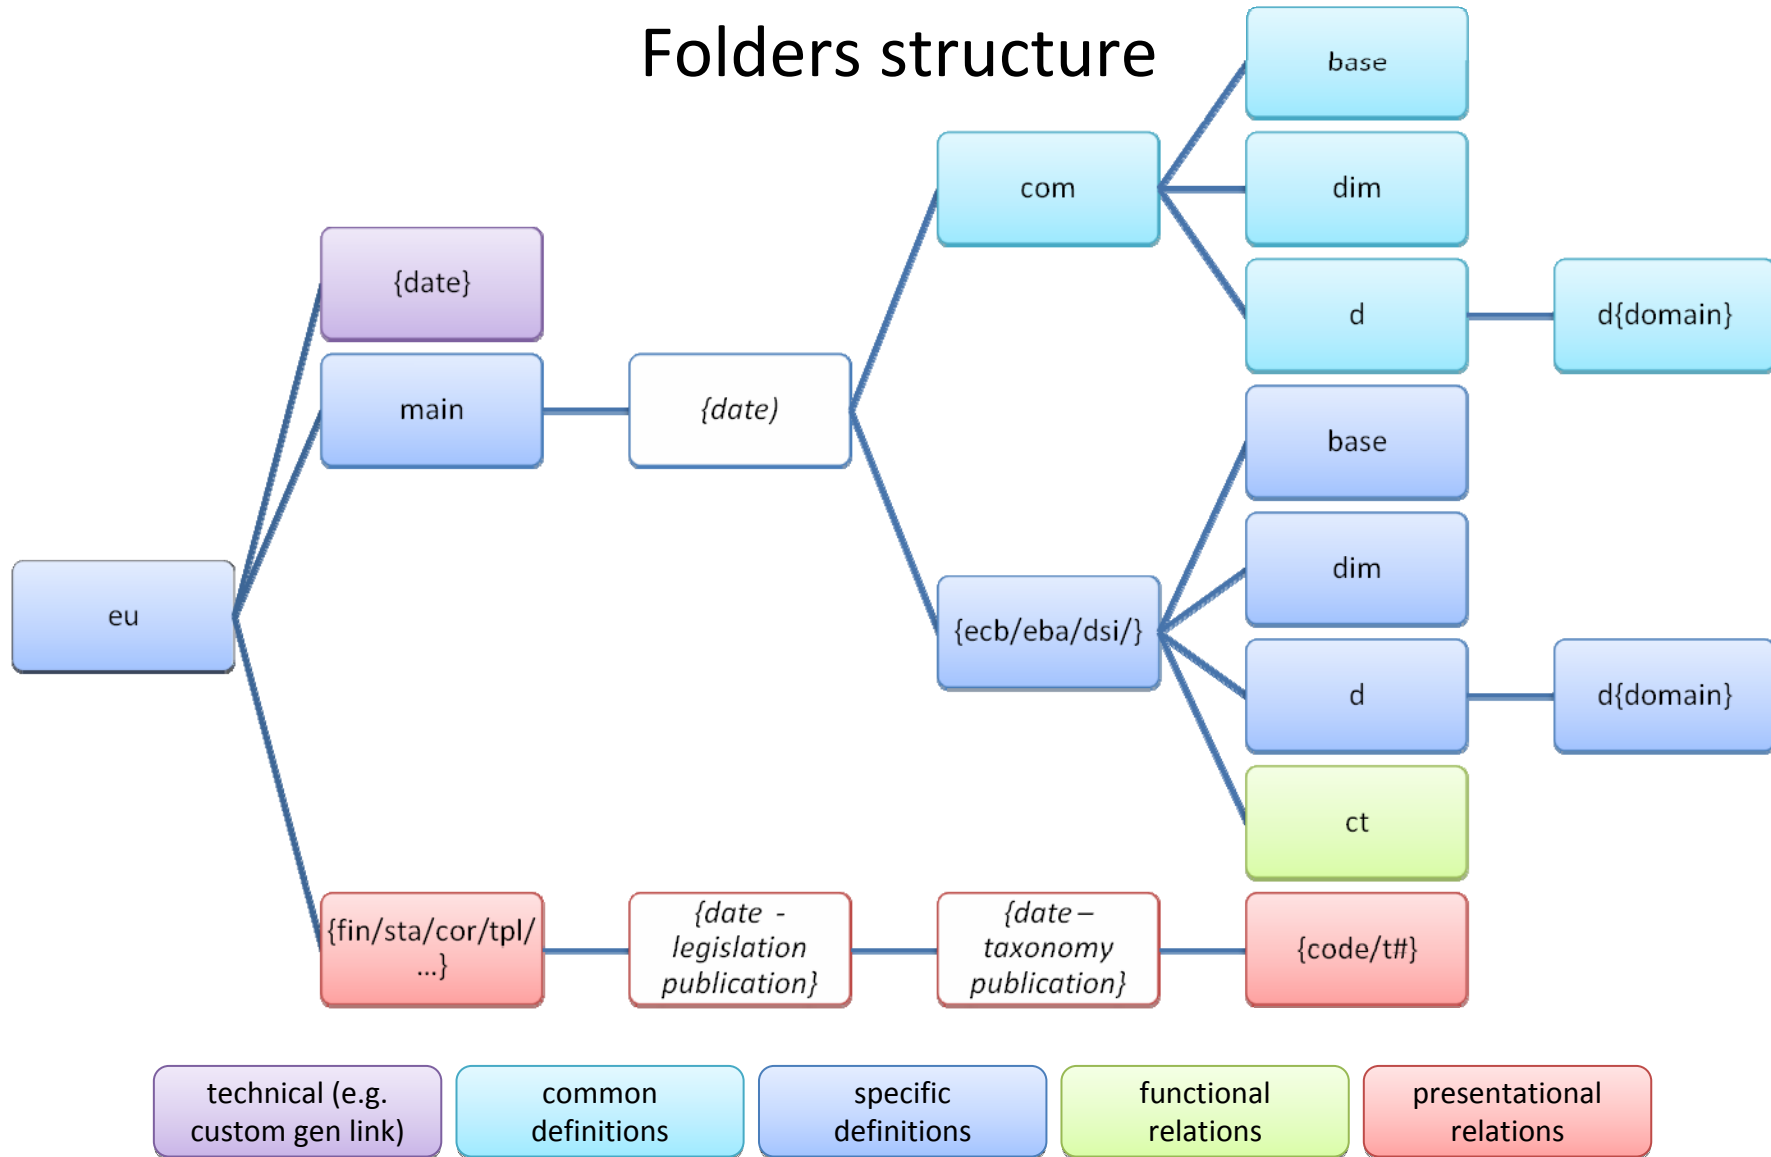 Folders structure
base
com
dim
{date}
d
d{domain}
main
{date)
base
dim
eu
{ecb/eba/dsi/}
d
d{domain}
ct
{fin/sta/cor/tpl/
...}
{date -
legislation
publication}
{date –
taxonomy
publication}
{code/t#}
technical (e.g.
custom gen link)
common
definitions
specific
definitions
functional
relations
presentational
relations